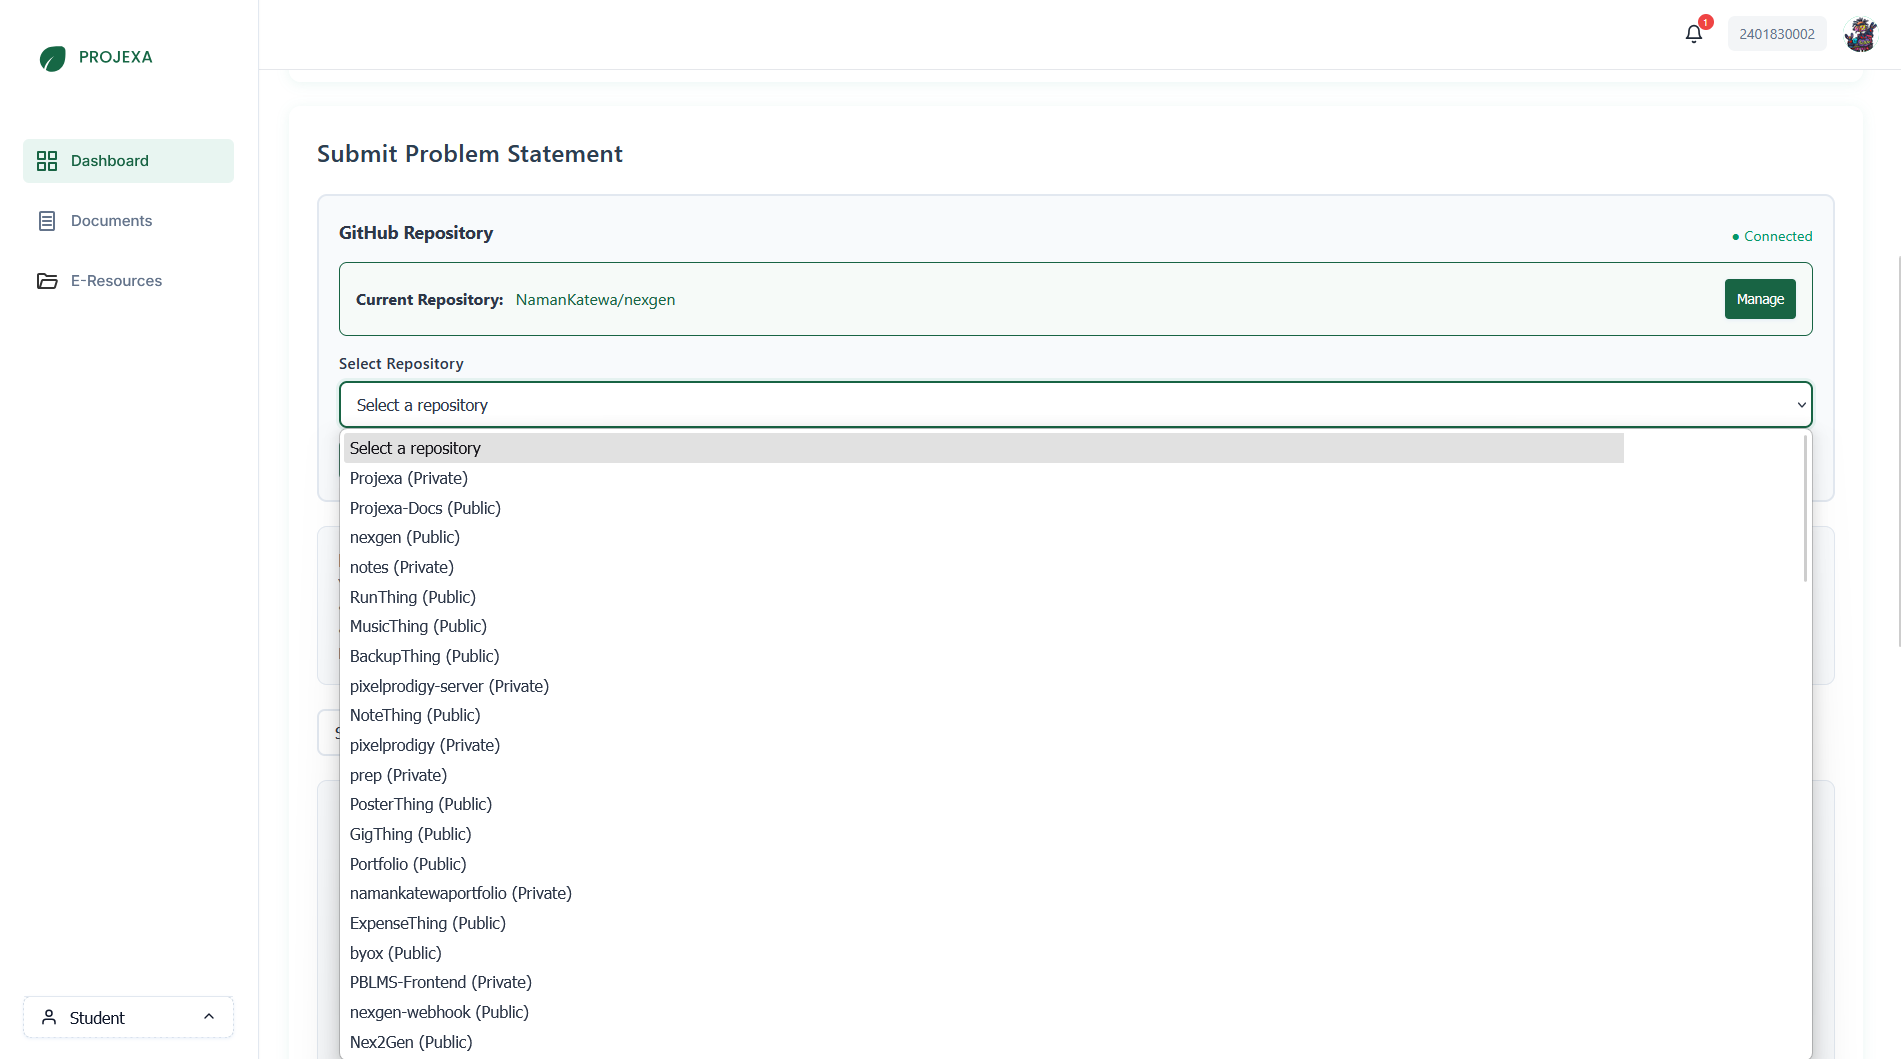 PROJEXA
1
2401830002
Dashboard
Documents
E-Resources
Submit Problem Statement
GitHub Repository
Connected
Current Repository: NamanKatewa/nexgen
Manage
Select Repository
Select a repository
Select a repository
Projexa (Private)
Projexa-Docs (Public)
nexgen (Public)
notes (Private)
RunThing (Public)
MusicThing (Public)
BackupThing (Public)
pixelprodigy-server (Private)
NoteThing (Public)
pixelprodigy (Private)
prep (Private)
PosterThing (Public)
GigThing (Public)
Portfolio (Public)
namankatewaportfolio (Private)
ExpenseThing (Public)
byox (Public)
PBLMS-Frontend (Private)
nexgen-webhook (Public)
Nex2Gen (Public)
Student